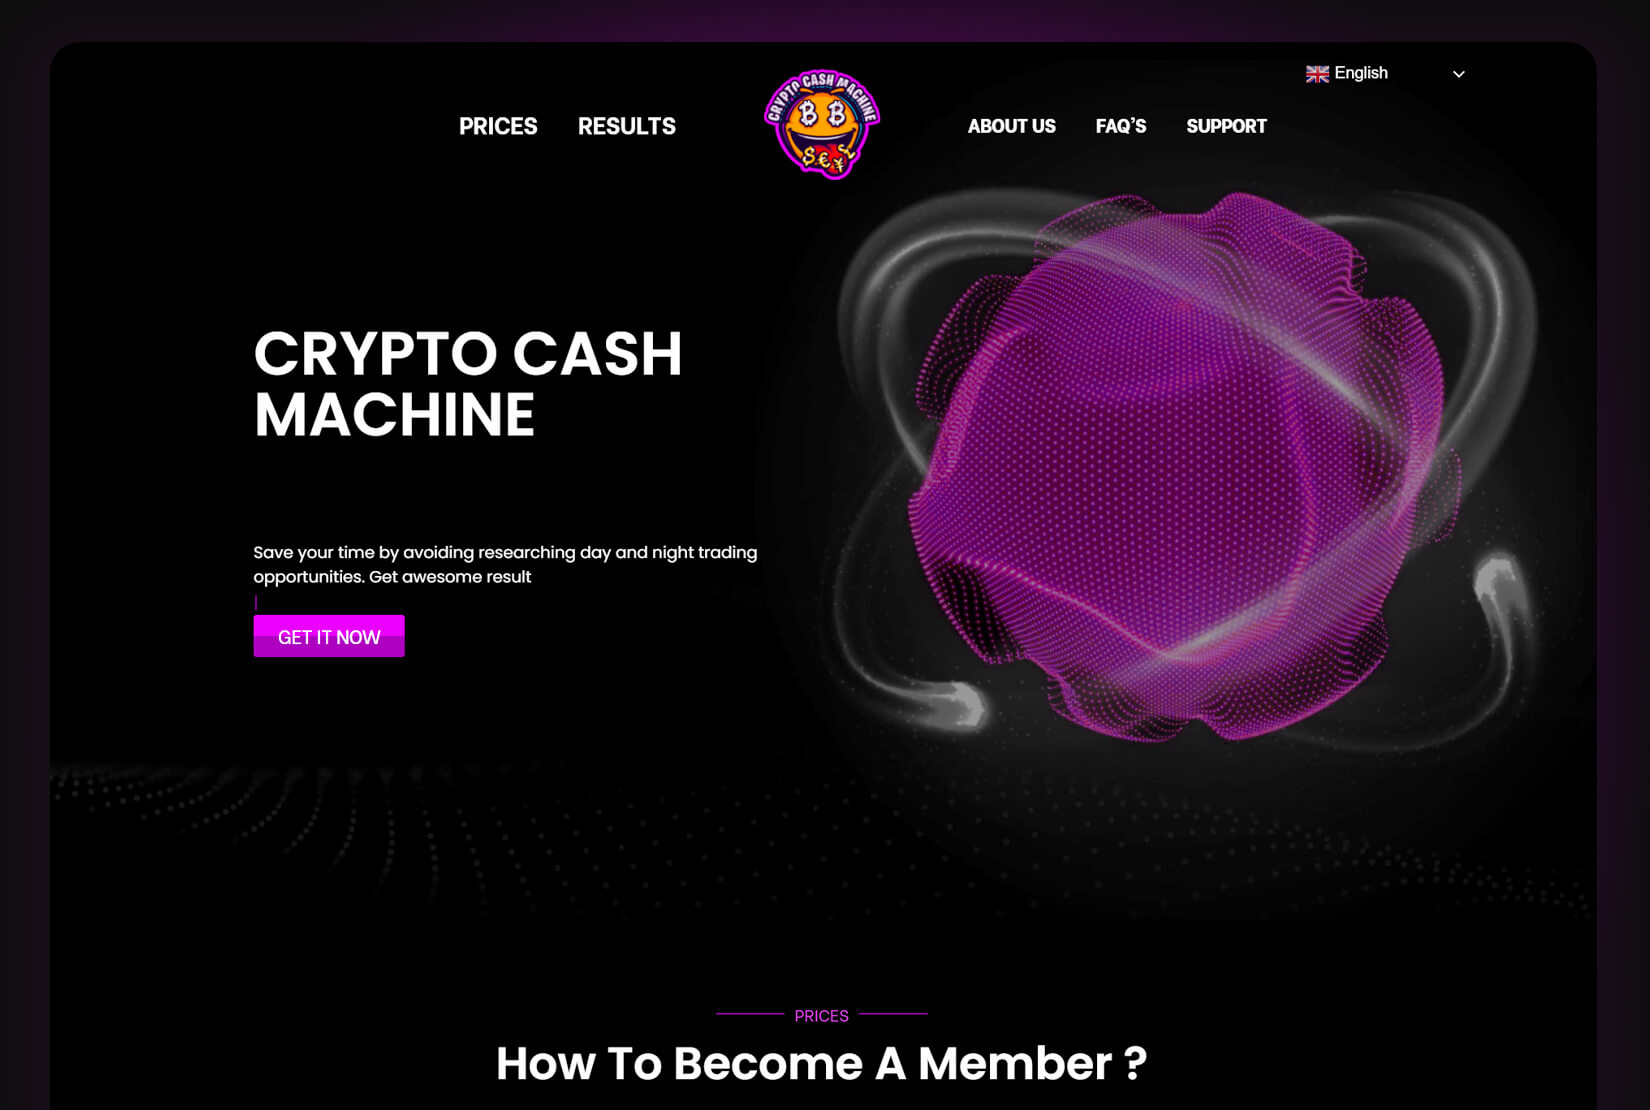 English
PRICES
RESULTS
CRYPTO CASH MACHINE
B B
$ € ¥ £
ABOUT US
FAQ’S
SUPPORT
CRYPTO CASH
MACHINE
Save your time by avoiding researching day and night trading
opportunities. Get awesome result
GET IT NOW
PRICES
How To Become A Member ?